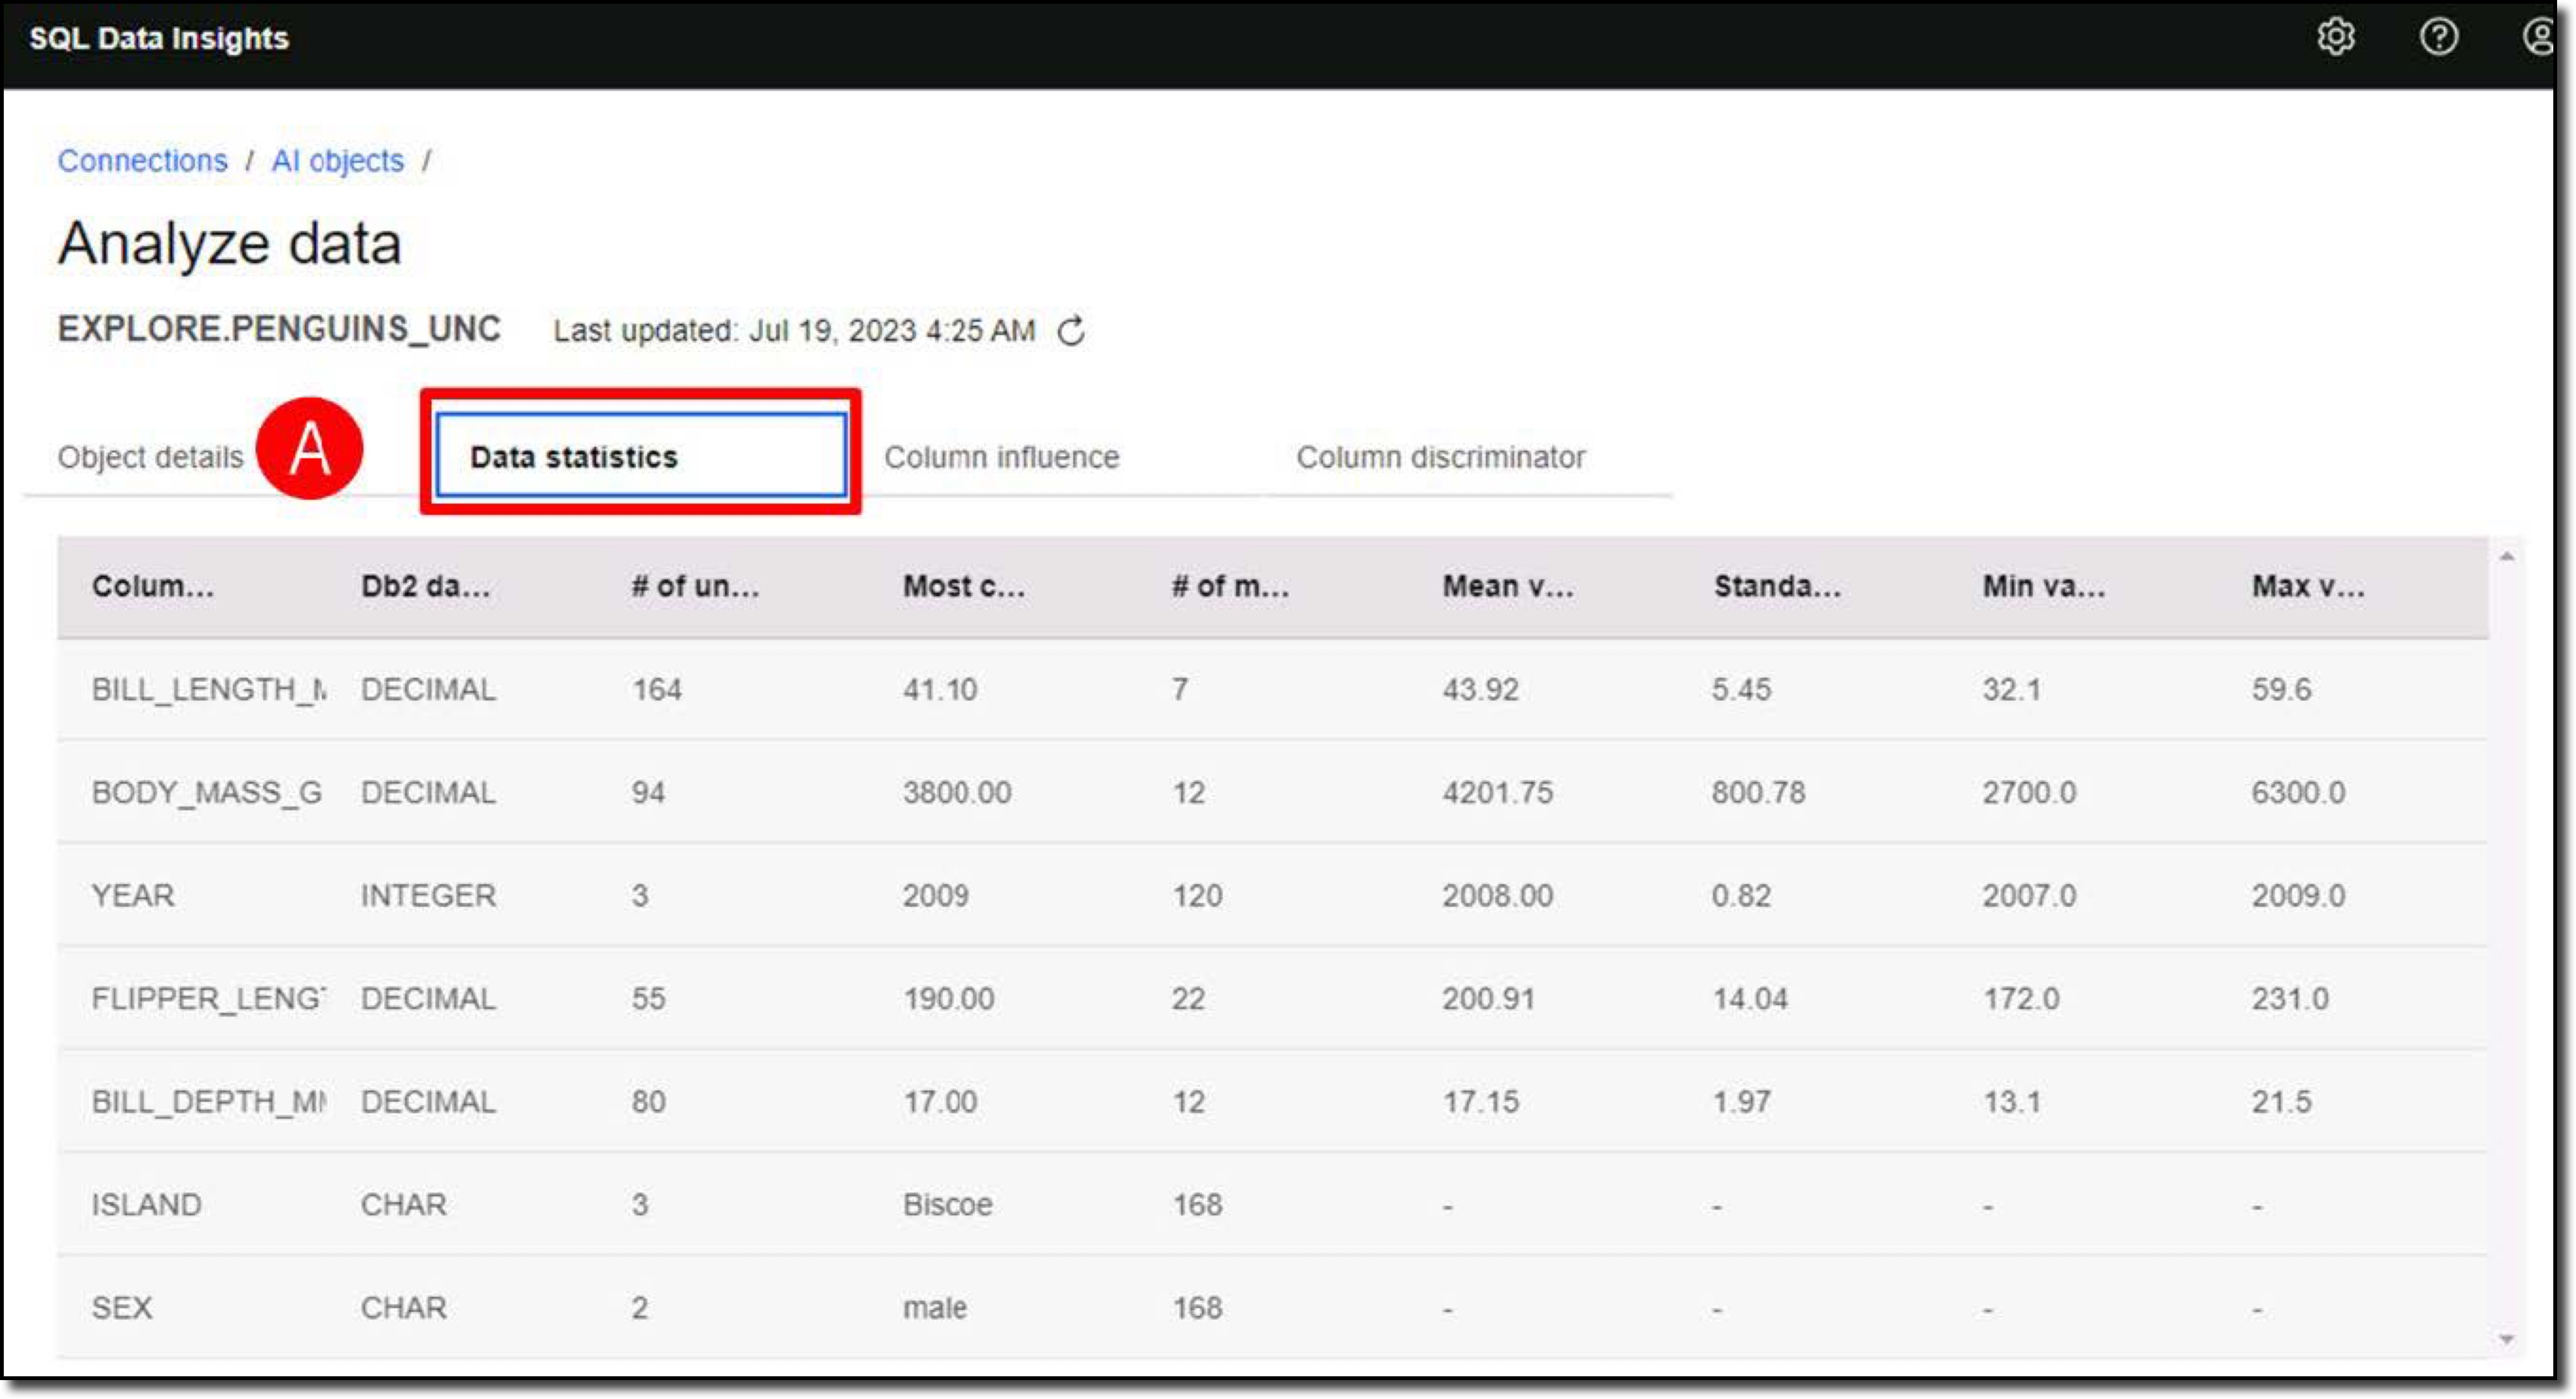 SQL Data Insights
Connections / AI objects /
Analyze data
EXPLORE.PENGUINS_UNC Last updated: Jul 19, 2023 4:25 AM
Object details A Data statistics Column influence Column discriminator
Colum... Db2 da... # of un... Most c... # of m... Mean v... Standa... Min va... Max v...
BILL_LENGTH_M DECIMAL 164 41.10 7 43.92 5.45 32.1 59.6
BODY_MASS_G DECIMAL 94 3800.00 12 4201.75 800.78 2700.0 6300.0
YEAR INTEGER 3 2009 120 2008.00 0.82 2007.0 2009.0
FLIPPER_LENGT DECIMAL 55 190.00 22 200.91 14.04 172.0 231.0
BILL_DEPTH_MM DECIMAL 80 17.00 12 17.15 1.97 13.1 21.5
ISLAND CHAR 3 Biscoe 168 - - - -
SEX CHAR 2 male 168 - - - -